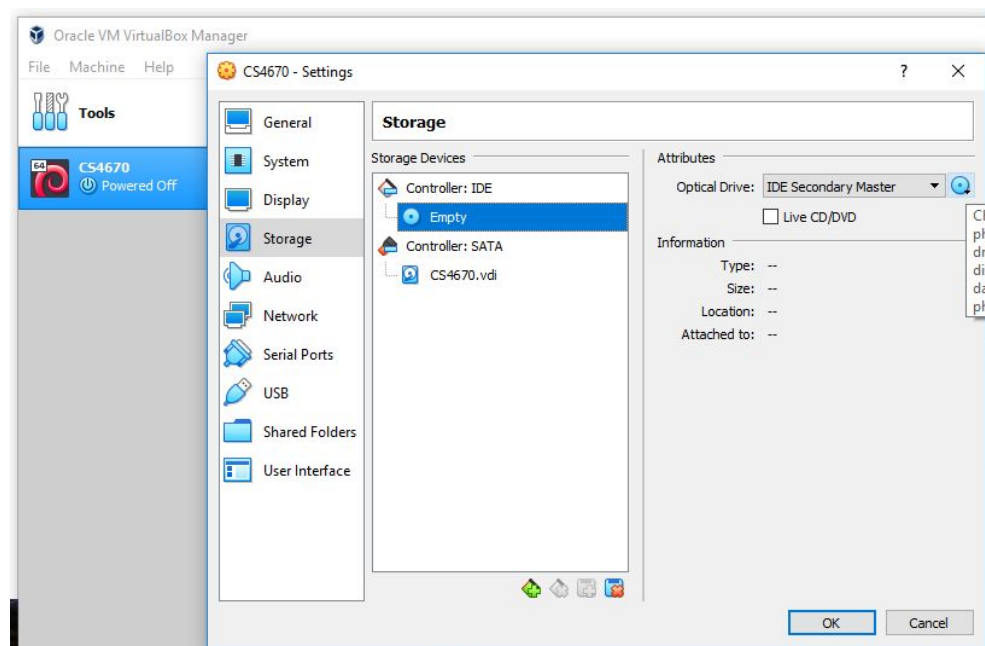 Oracle VM VirtualBox Manager
File Machine Help
Tools
64
CS4670
Powered Off
CS4670 - Settings
?
General
System
Display
Storage
Audio
Network
Serial Ports
USB
Shared Folders
User Interface
Storage
Storage Devices
Controller: IDE
Empty
Controller: SATA
CS4670.vdi
Attributes
Optical Drive: IDE Secondary Master
Live CD/DVD
Information
Type: --
Size: --
Location: --
Attached to: --
OK Cancel